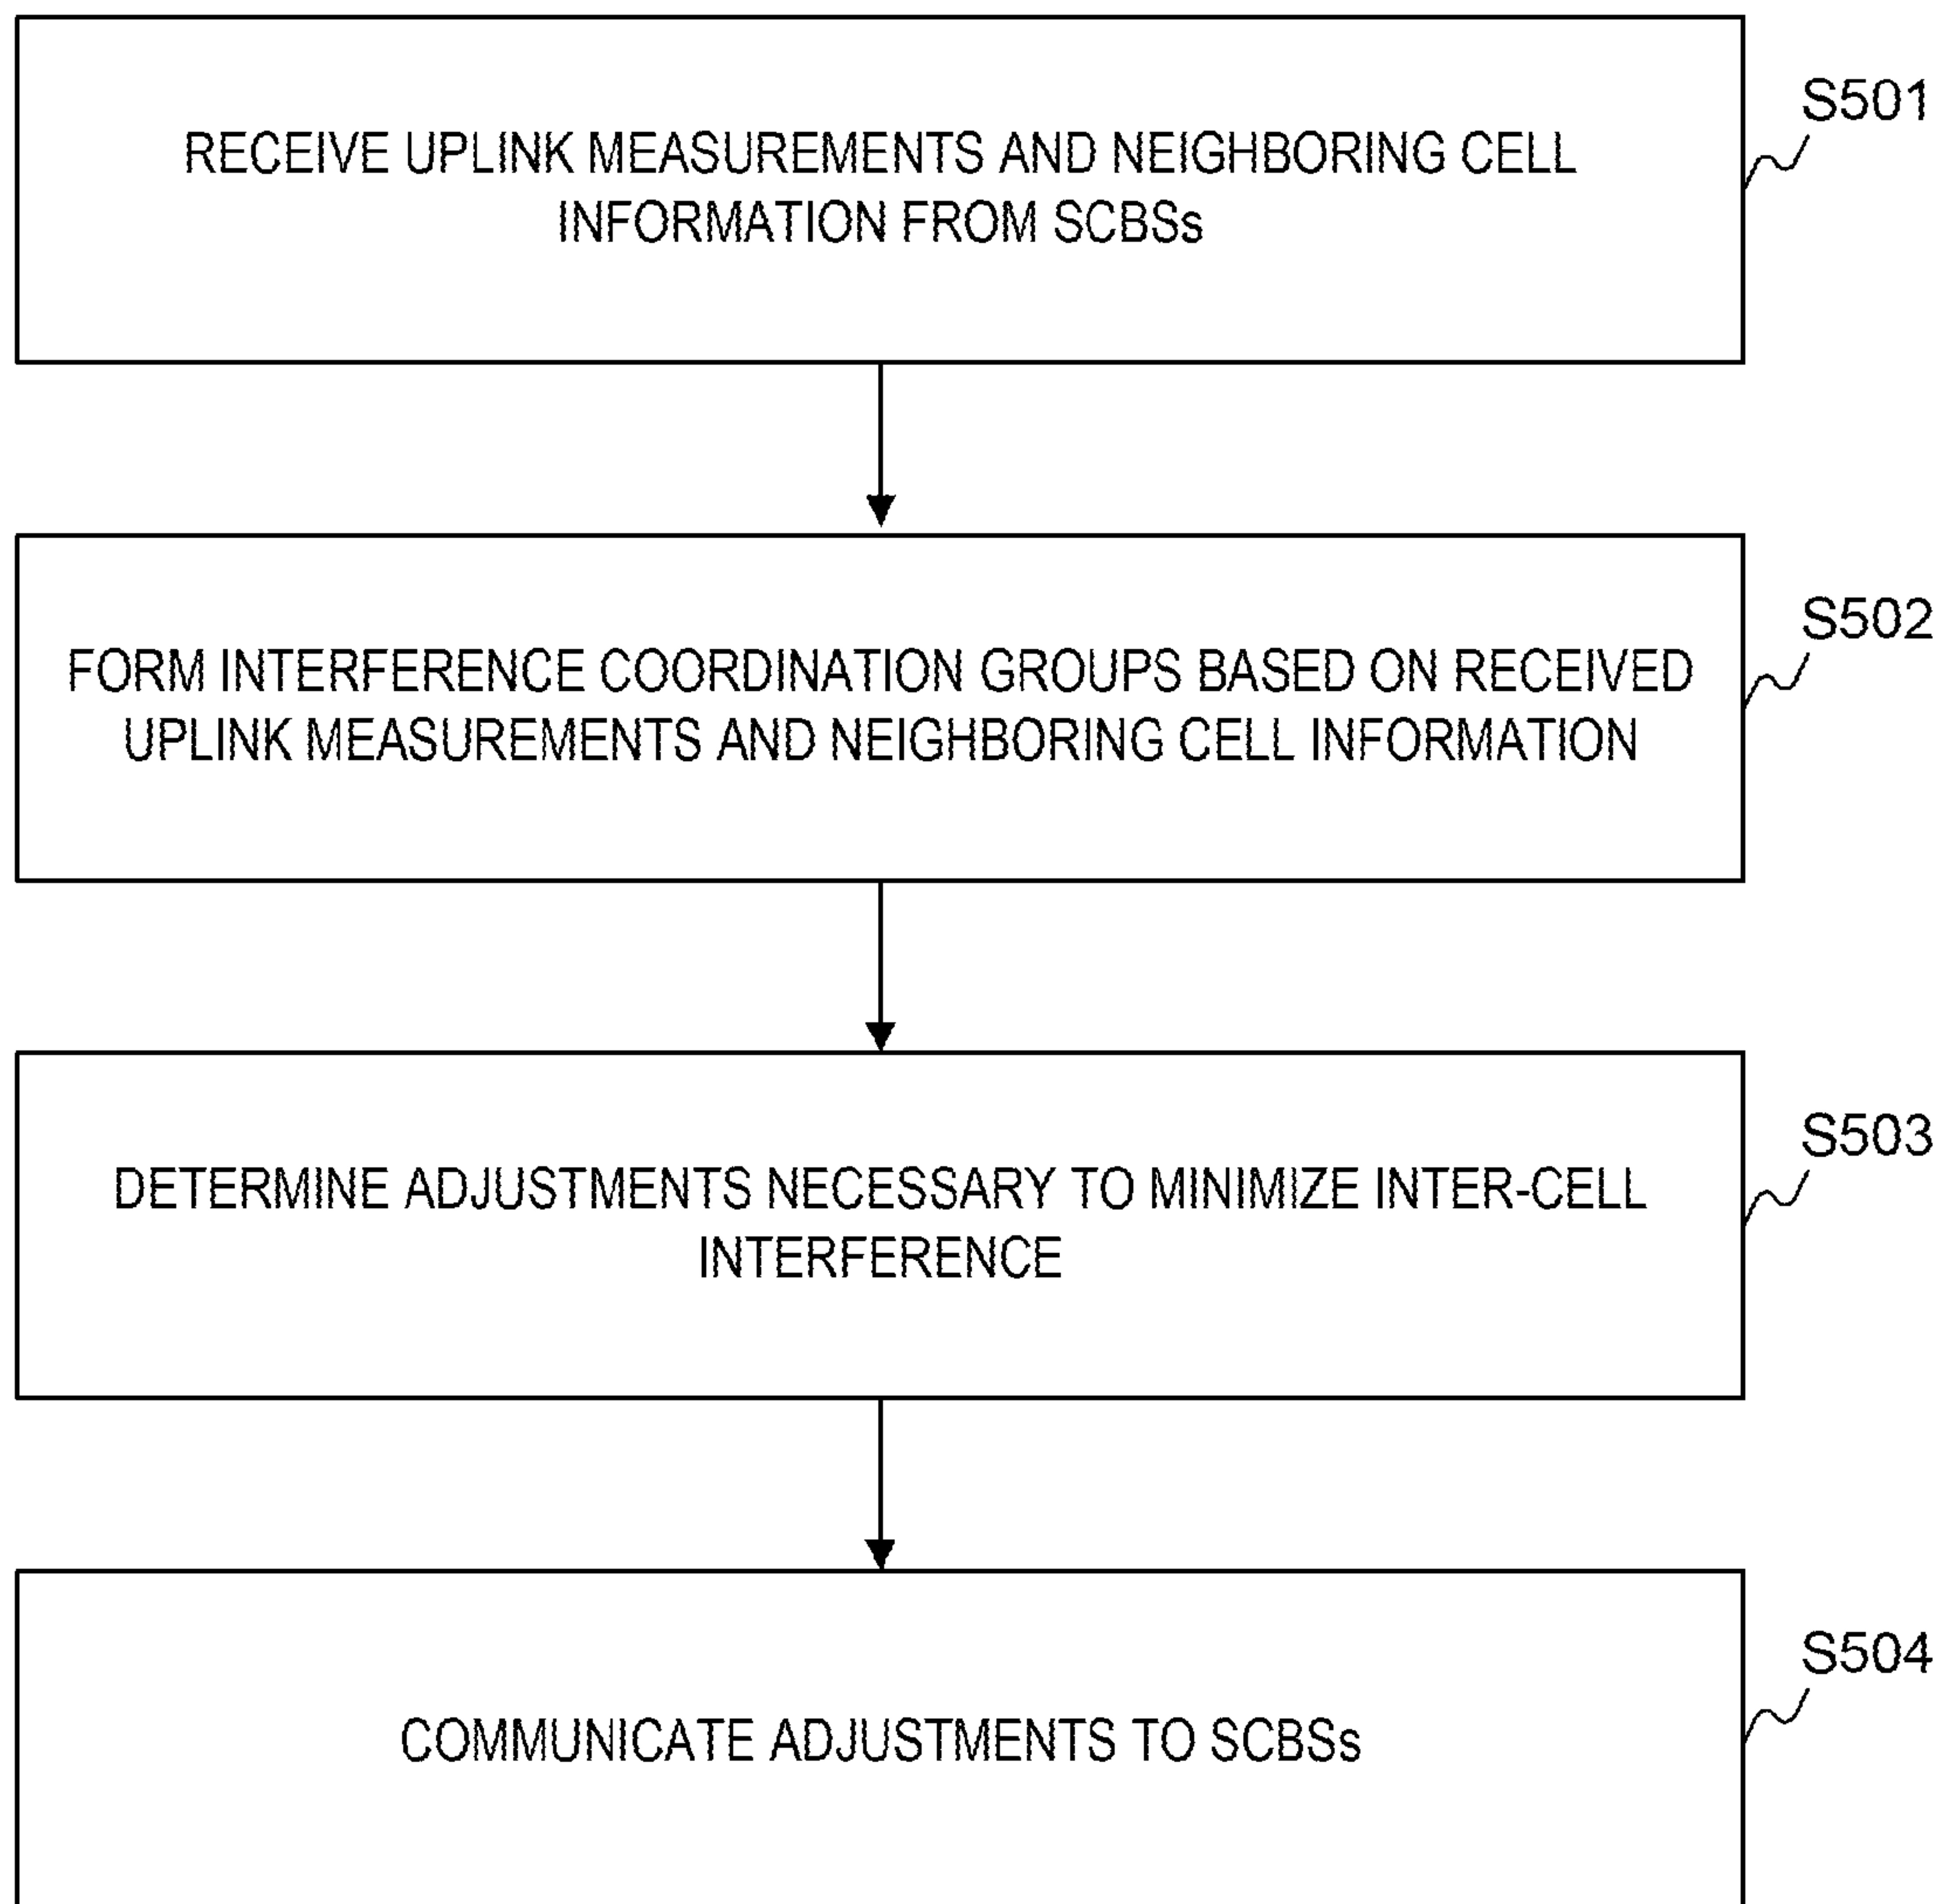 RECEIVE UPLINK MEASUREMENTS AND NEIGHBORING CELL
INFORMATION FROM SCBSs
S501
FORM INTERFERENCE COORDINATION GROUPS BASED ON RECEIVED
UPLINK MEASUREMENTS AND NEIGHBORING CELL INFORMATION
S502
DETERMINE ADJUSTMENTS NECESSARY TO MINIMIZE INTER-CELL
INTERFERENCE
S503
COMMUNICATE ADJUSTMENTS TO SCBSs
S504